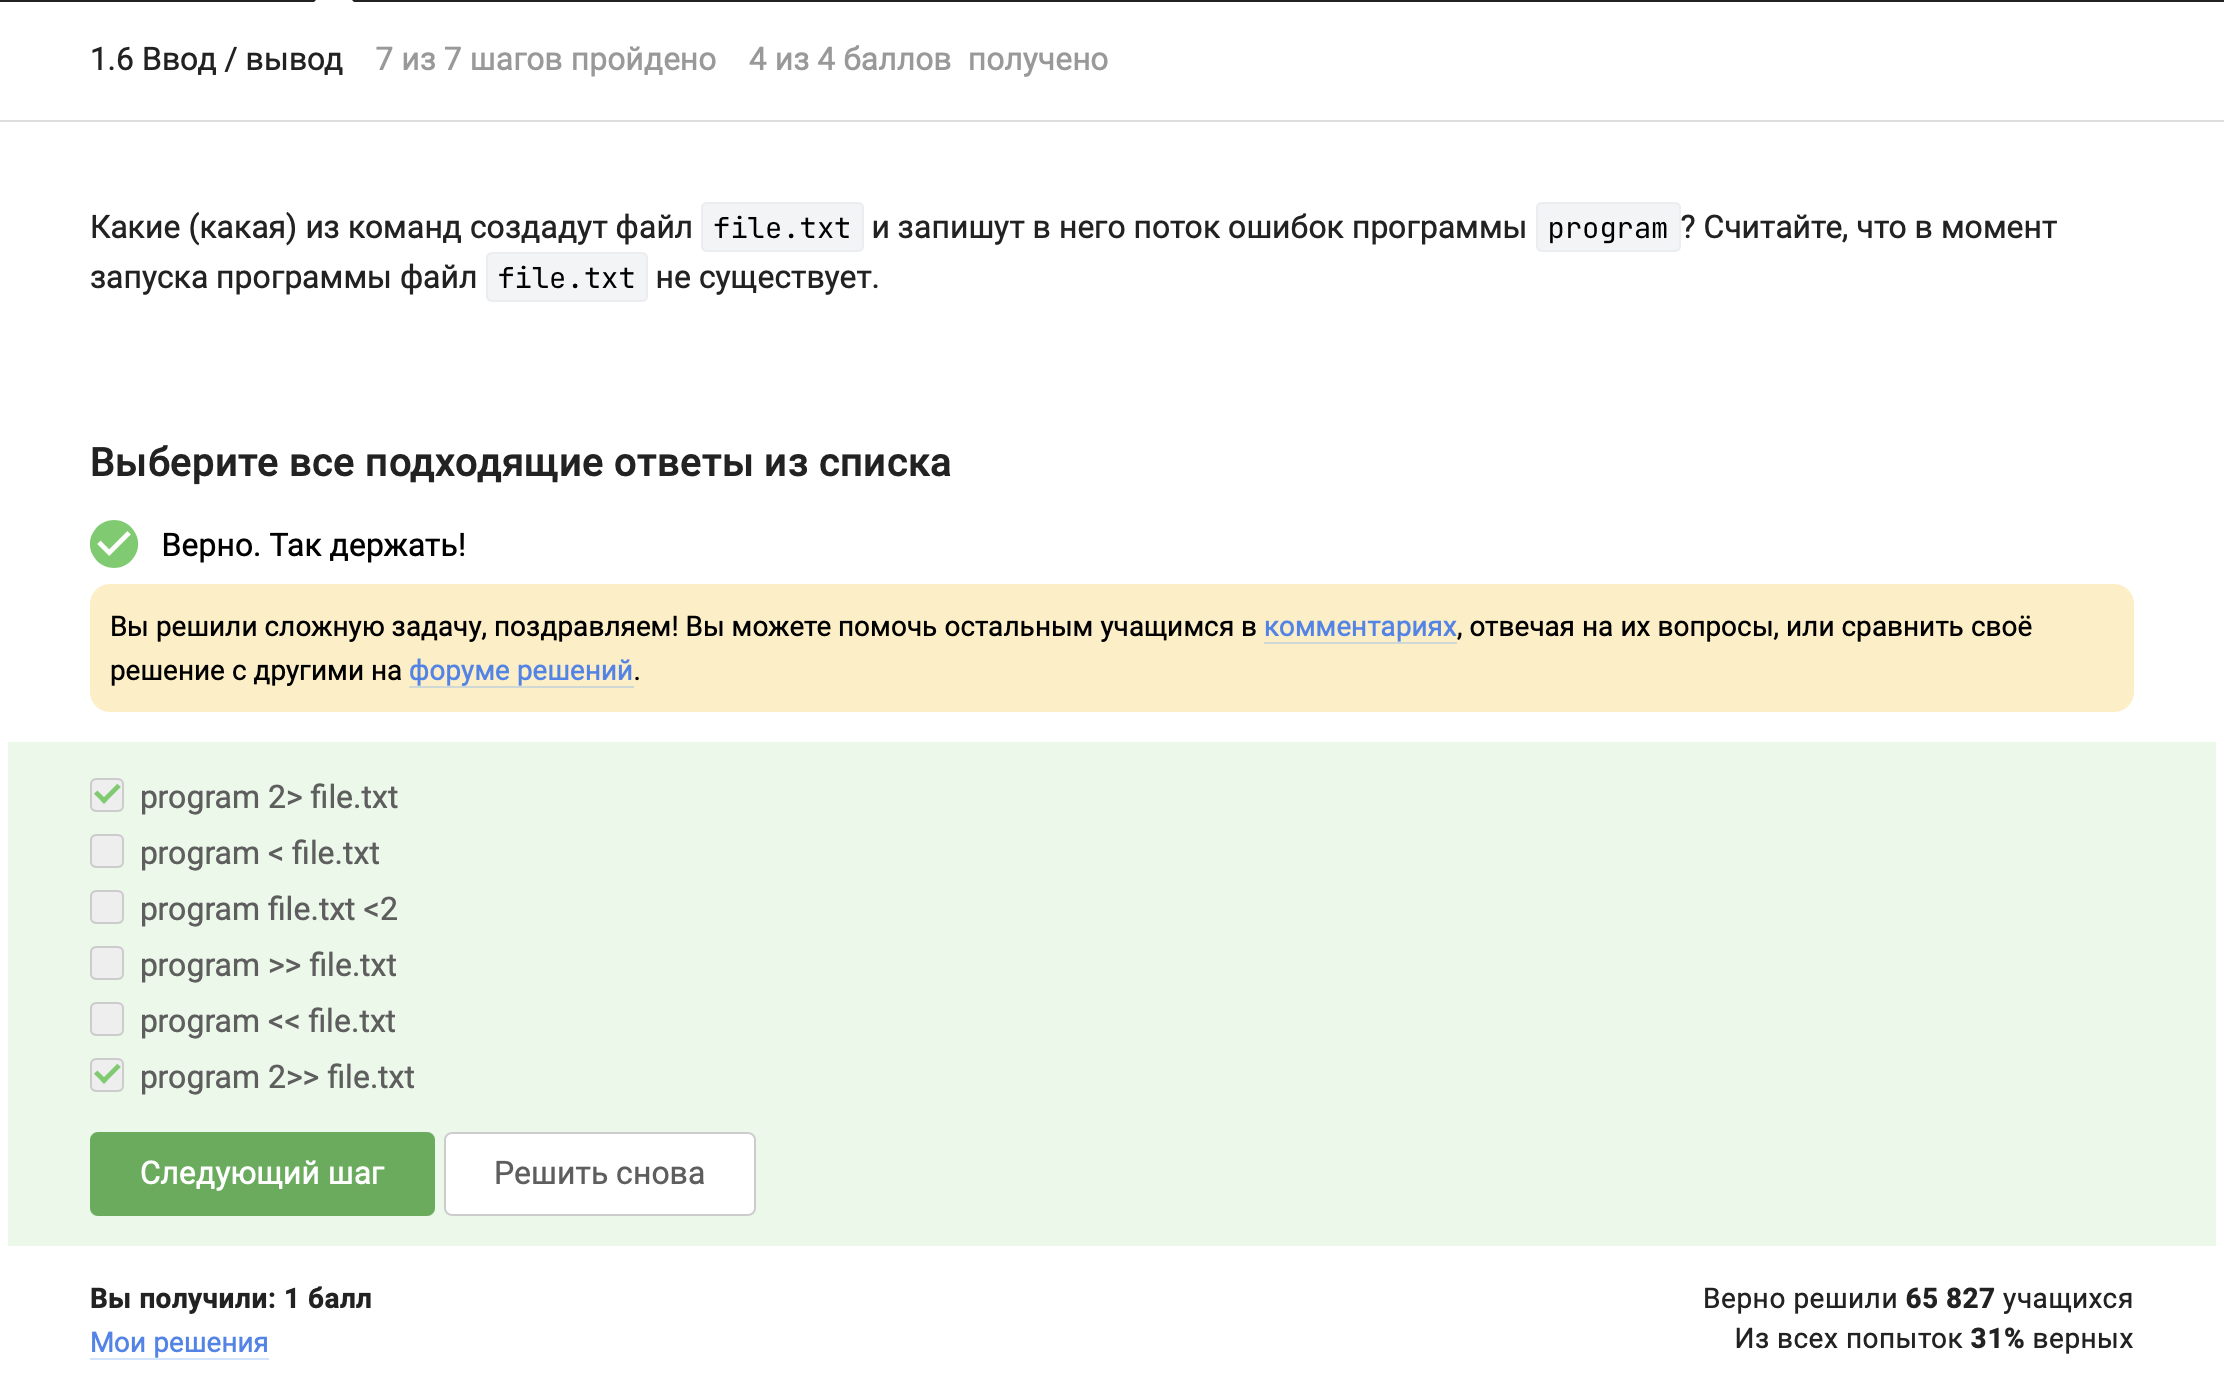 1.6 Ввод / вывод 7 из 7 шагов пройдено 4 из 4 баллов получено
Какие (какая) из команд создадут файл file.txt и запишут в него поток ошибок программы program? Считайте, что в момент
запуска программы файл file.txt не существует.
Выберите все подходящие ответы из списка
Верно. Так держать!
Вы решили сложную задачу, поздравляем! Вы можете помочь остальным учащимся в комментариях, отвечая на их вопросы, или сравнить своё
решение с другими на форуме решений.
program 2> file.txt
program < file.txt
program file.txt <2
program >> file.txt
program << file.txt
program 2>> file.txt
Следующий шаг Решить снова
Вы получили: 1 балл
Мои решения
Верно решили 65 827 учащихся
Из всех попыток 31% верных